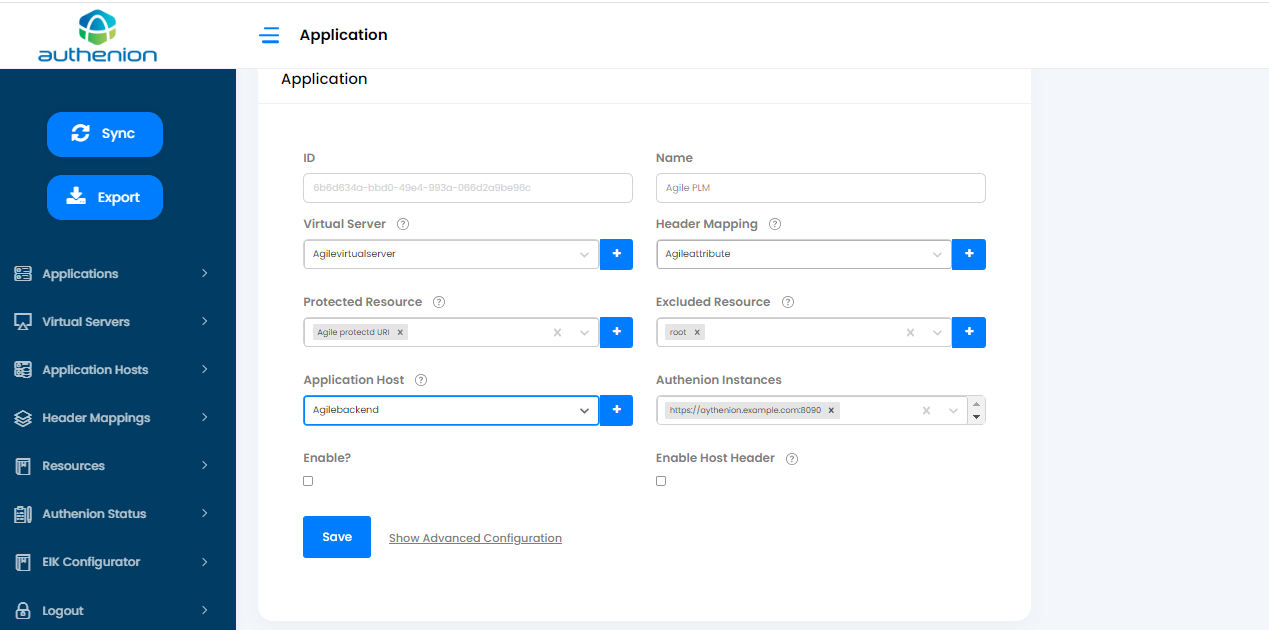 authenion
Application
Sync
Export
Applications
Virtual Servers
Application Hosts
Header Mappings
Resources
Authenion Status
EIK Configurator
Logout
Application
ID
Name
6b6d634a-bbd0-49e4-993a-066d2a9be96c
Agile PLM
Virtual Server ?
Header Mapping ?
Agilevirtualserver
+
Agileattribute
+
Protected Resource ?
Excluded Resource ?
Agile protectd URI ×
+
root ×
+
Application Host ?
Authenion Instances
Agilebackend
+
https://aythenion.example.com:8090 ×
Enable?
Enable Host Header ?
Save
Show Advanced Configuration